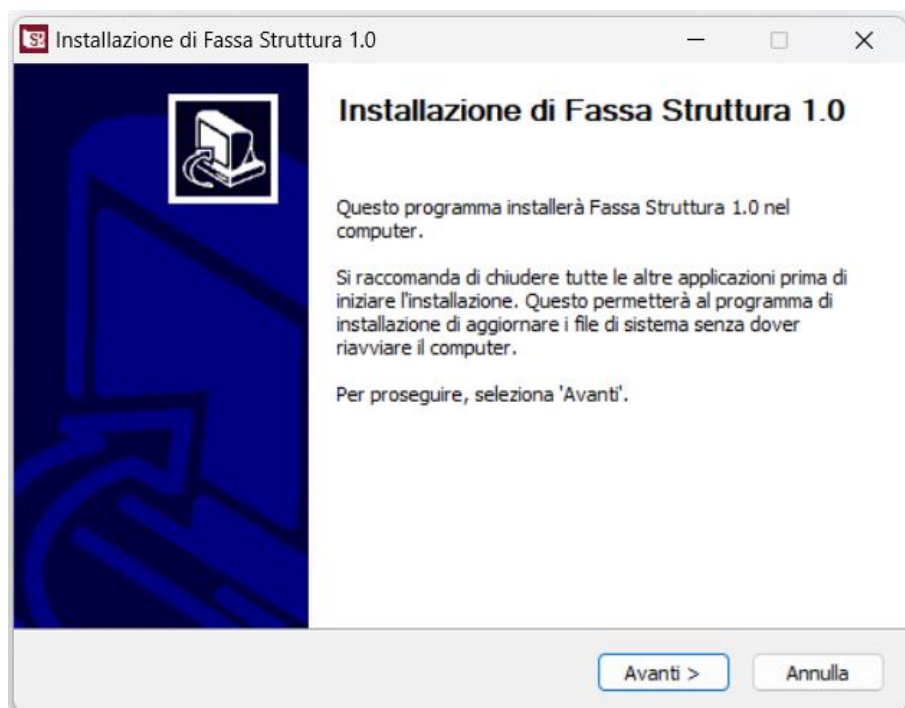 Installazione di Fassa Struttura 1.0
Installazione di Fassa Struttura 1.0
Questo programma installerà Fassa Struttura 1.0 nel
computer.
Si raccomanda di chiudere tutte le altre applicazioni prima di
iniziare l'installazione. Questo permetterà al programma di
installazione di aggiornare i file di sistema senza dover
riavviare il computer.
Per proseguire, seleziona 'Avanti'.
Avanti > Annulla